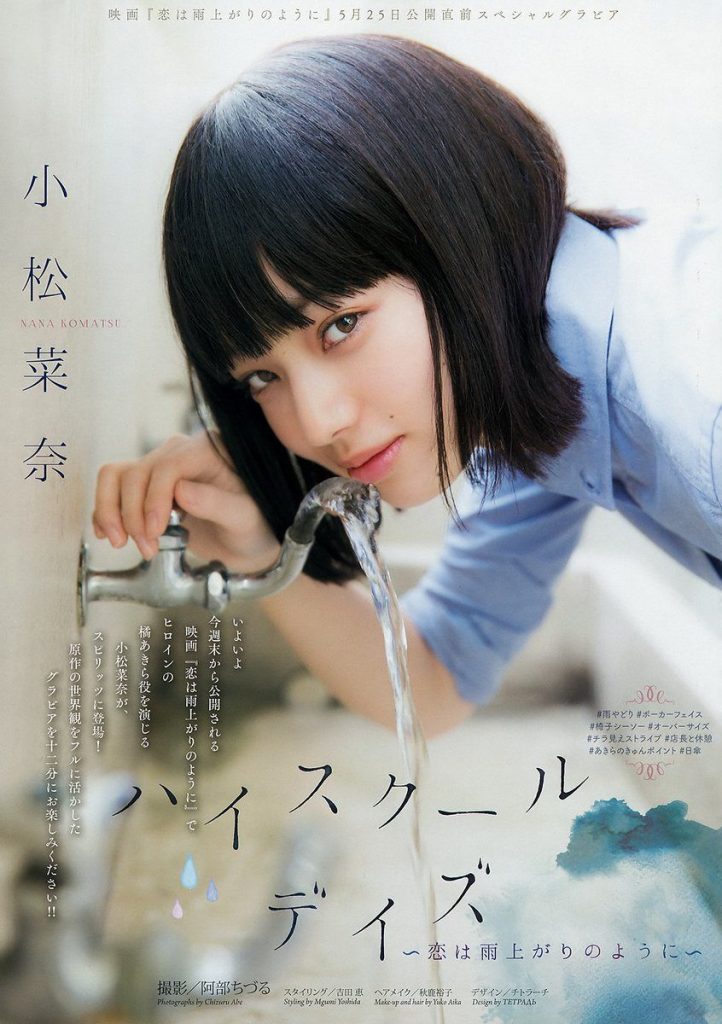 映画『恋は雨上がりのように』5月25日公開直前スペシャルグラビア
小松菜奈
NANA KOMATSU
いよいよ
今週末から公開される
映画『恋は雨上がりのように』で
ヒロインの
橘あきら役を演じる
小松菜奈が、
スピリッツに登場！
原作の世界観をフルに活かした
グラビアを十二分にお楽しみください!!
#雨やどり #ポーカーフェイス
#椅子シーソー #オーバーサイズ
#チラ見えストライプ #店長と休憩
#あきらのきゅんポイント #日傘
ハイスクール
デイズ
〜恋は雨上がりのように〜
撮影／阿部ちづる
Photographs by Chizuru Abe
スタイリング／吉田 恵
Styling by Mgumi Yoshida
ヘアメイク／秋鹿裕子
Make-up and hair by Yuko Aika
デザイン／チトラーチ
Design by ТЕТРАДЬ